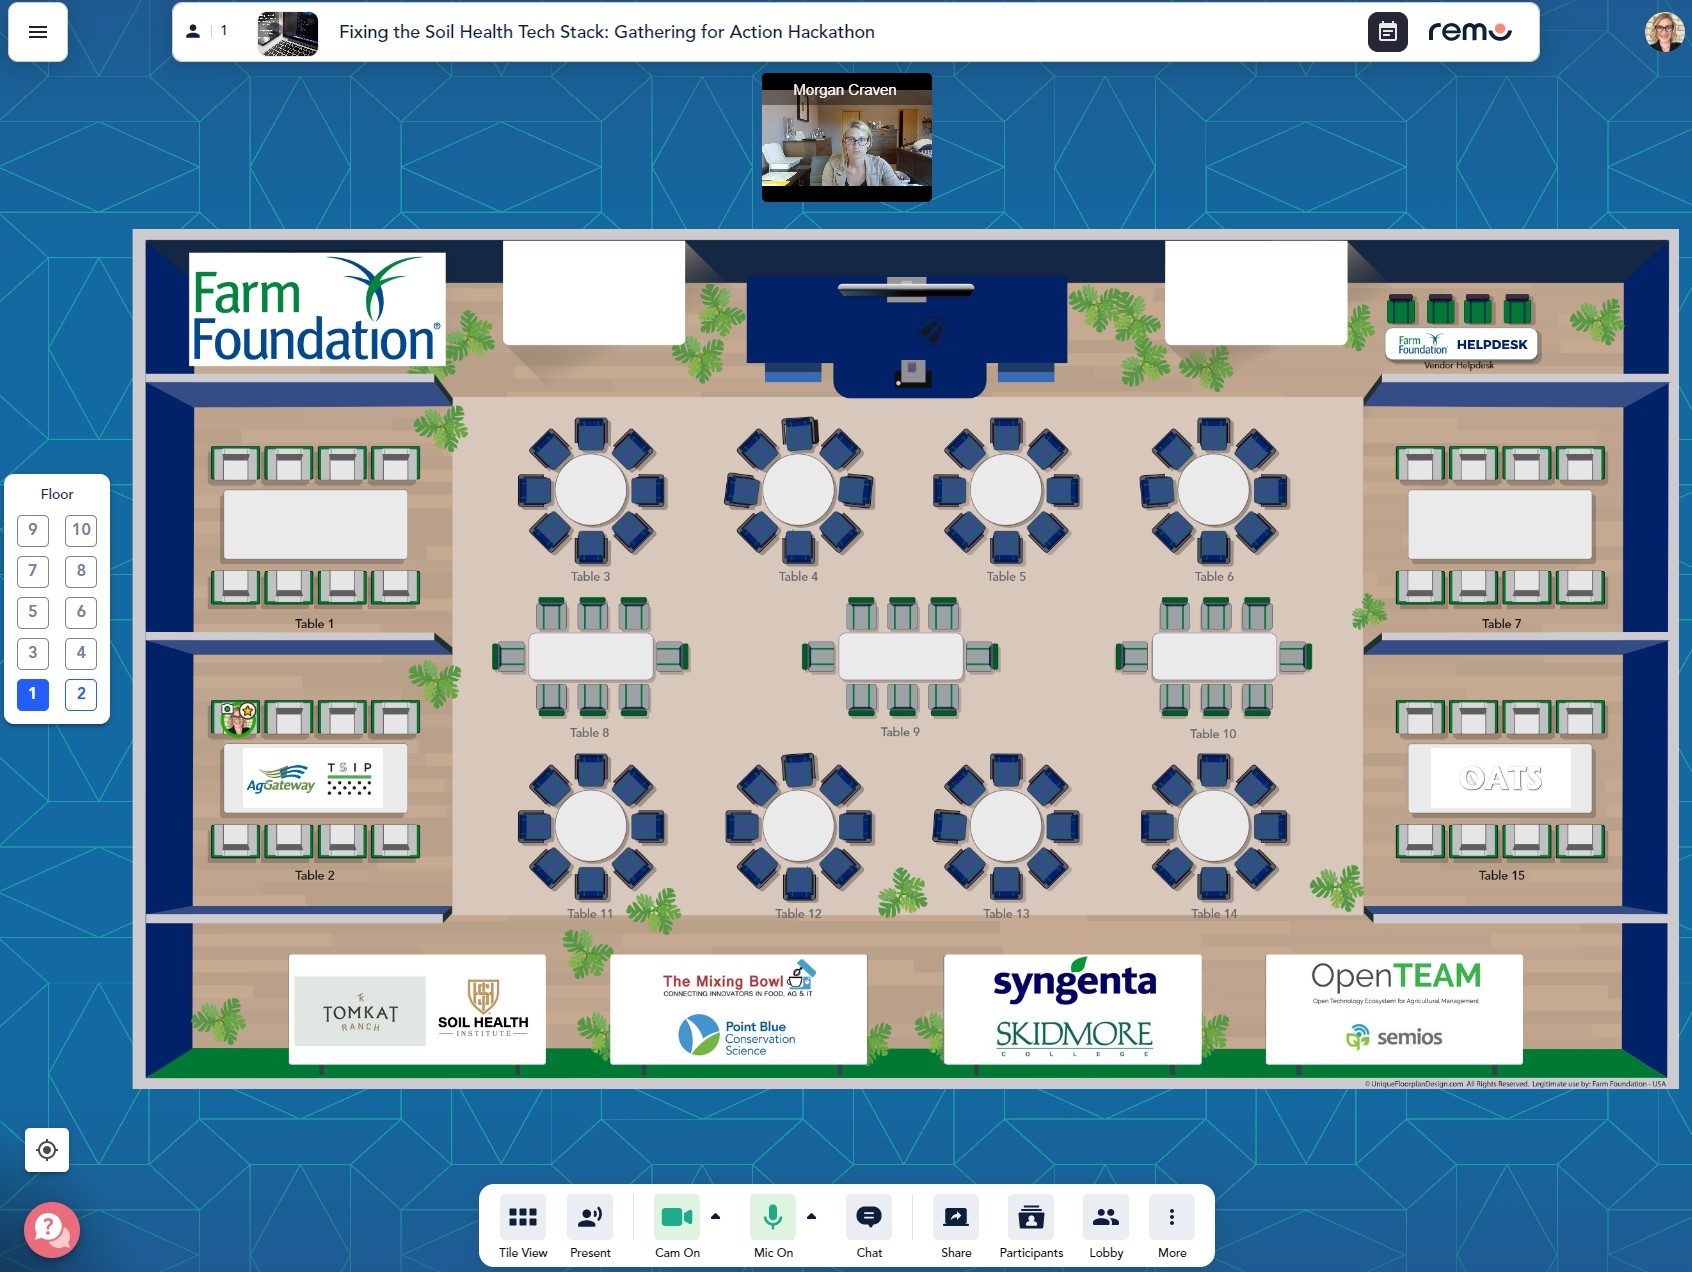 1
Fixing the Soil Health Tech Stack: Gathering for Action Hackathon
remo
Morgan Craven
Farm
Foundation®
Farm
Foundation
HELPDESK
Vendor Helpdesk
Floor
9 10
7 8
5 6
3 4
1 2
Table 1
Table 3
Table 4
Table 5
Table 6
Table 7
Table 8
Table 9
Table 10
AgGateway
TSIP
Table 2
OATS
Table 15
Table 11
Table 12
Table 13
Table 14
TK
TOMKAT
RANCH
SOIL HEALTH
INSTITUTE
The Mixing Bowl
CONNECTING INNOVATORS IN FOOD, AG & IT
Point Blue
Conservation
Science
syngenta
SKIDMORE
COLLEGE
OpenTEAM
Open Technology Ecosystem for Agricultural Management
semios
© UniqueFloorplanDesign.com All Rights Reserved. Legitimate use by: Farm Foundation - USA
?
Tile View
Present
Cam On
Mic On
Chat
Share
Participants
Lobby
More